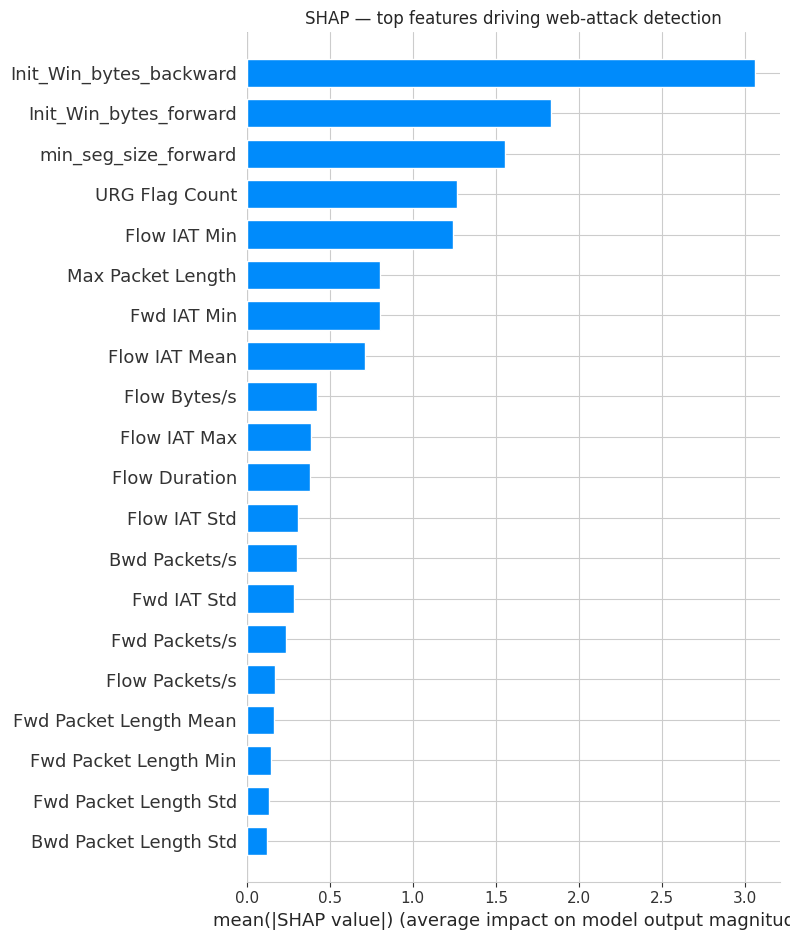 SHAP — top features driving web-attack detection
Init_Win_bytes_backward
Init_Win_bytes_forward
min_seg_size_forward
URG Flag Count
Flow IAT Min
Max Packet Length
Fwd IAT Min
Flow IAT Mean
Flow Bytes/s
Flow IAT Max
Flow Duration
Flow IAT Std
Bwd Packets/s
Fwd IAT Std
Fwd Packets/s
Flow Packets/s
Fwd Packet Length Mean
Fwd Packet Length Min
Fwd Packet Length Std
Bwd Packet Length Std
0.0 0.5 1.0 1.5 2.0 2.5 3.0
mean(|SHAP value|) (average impact on model output magnitud